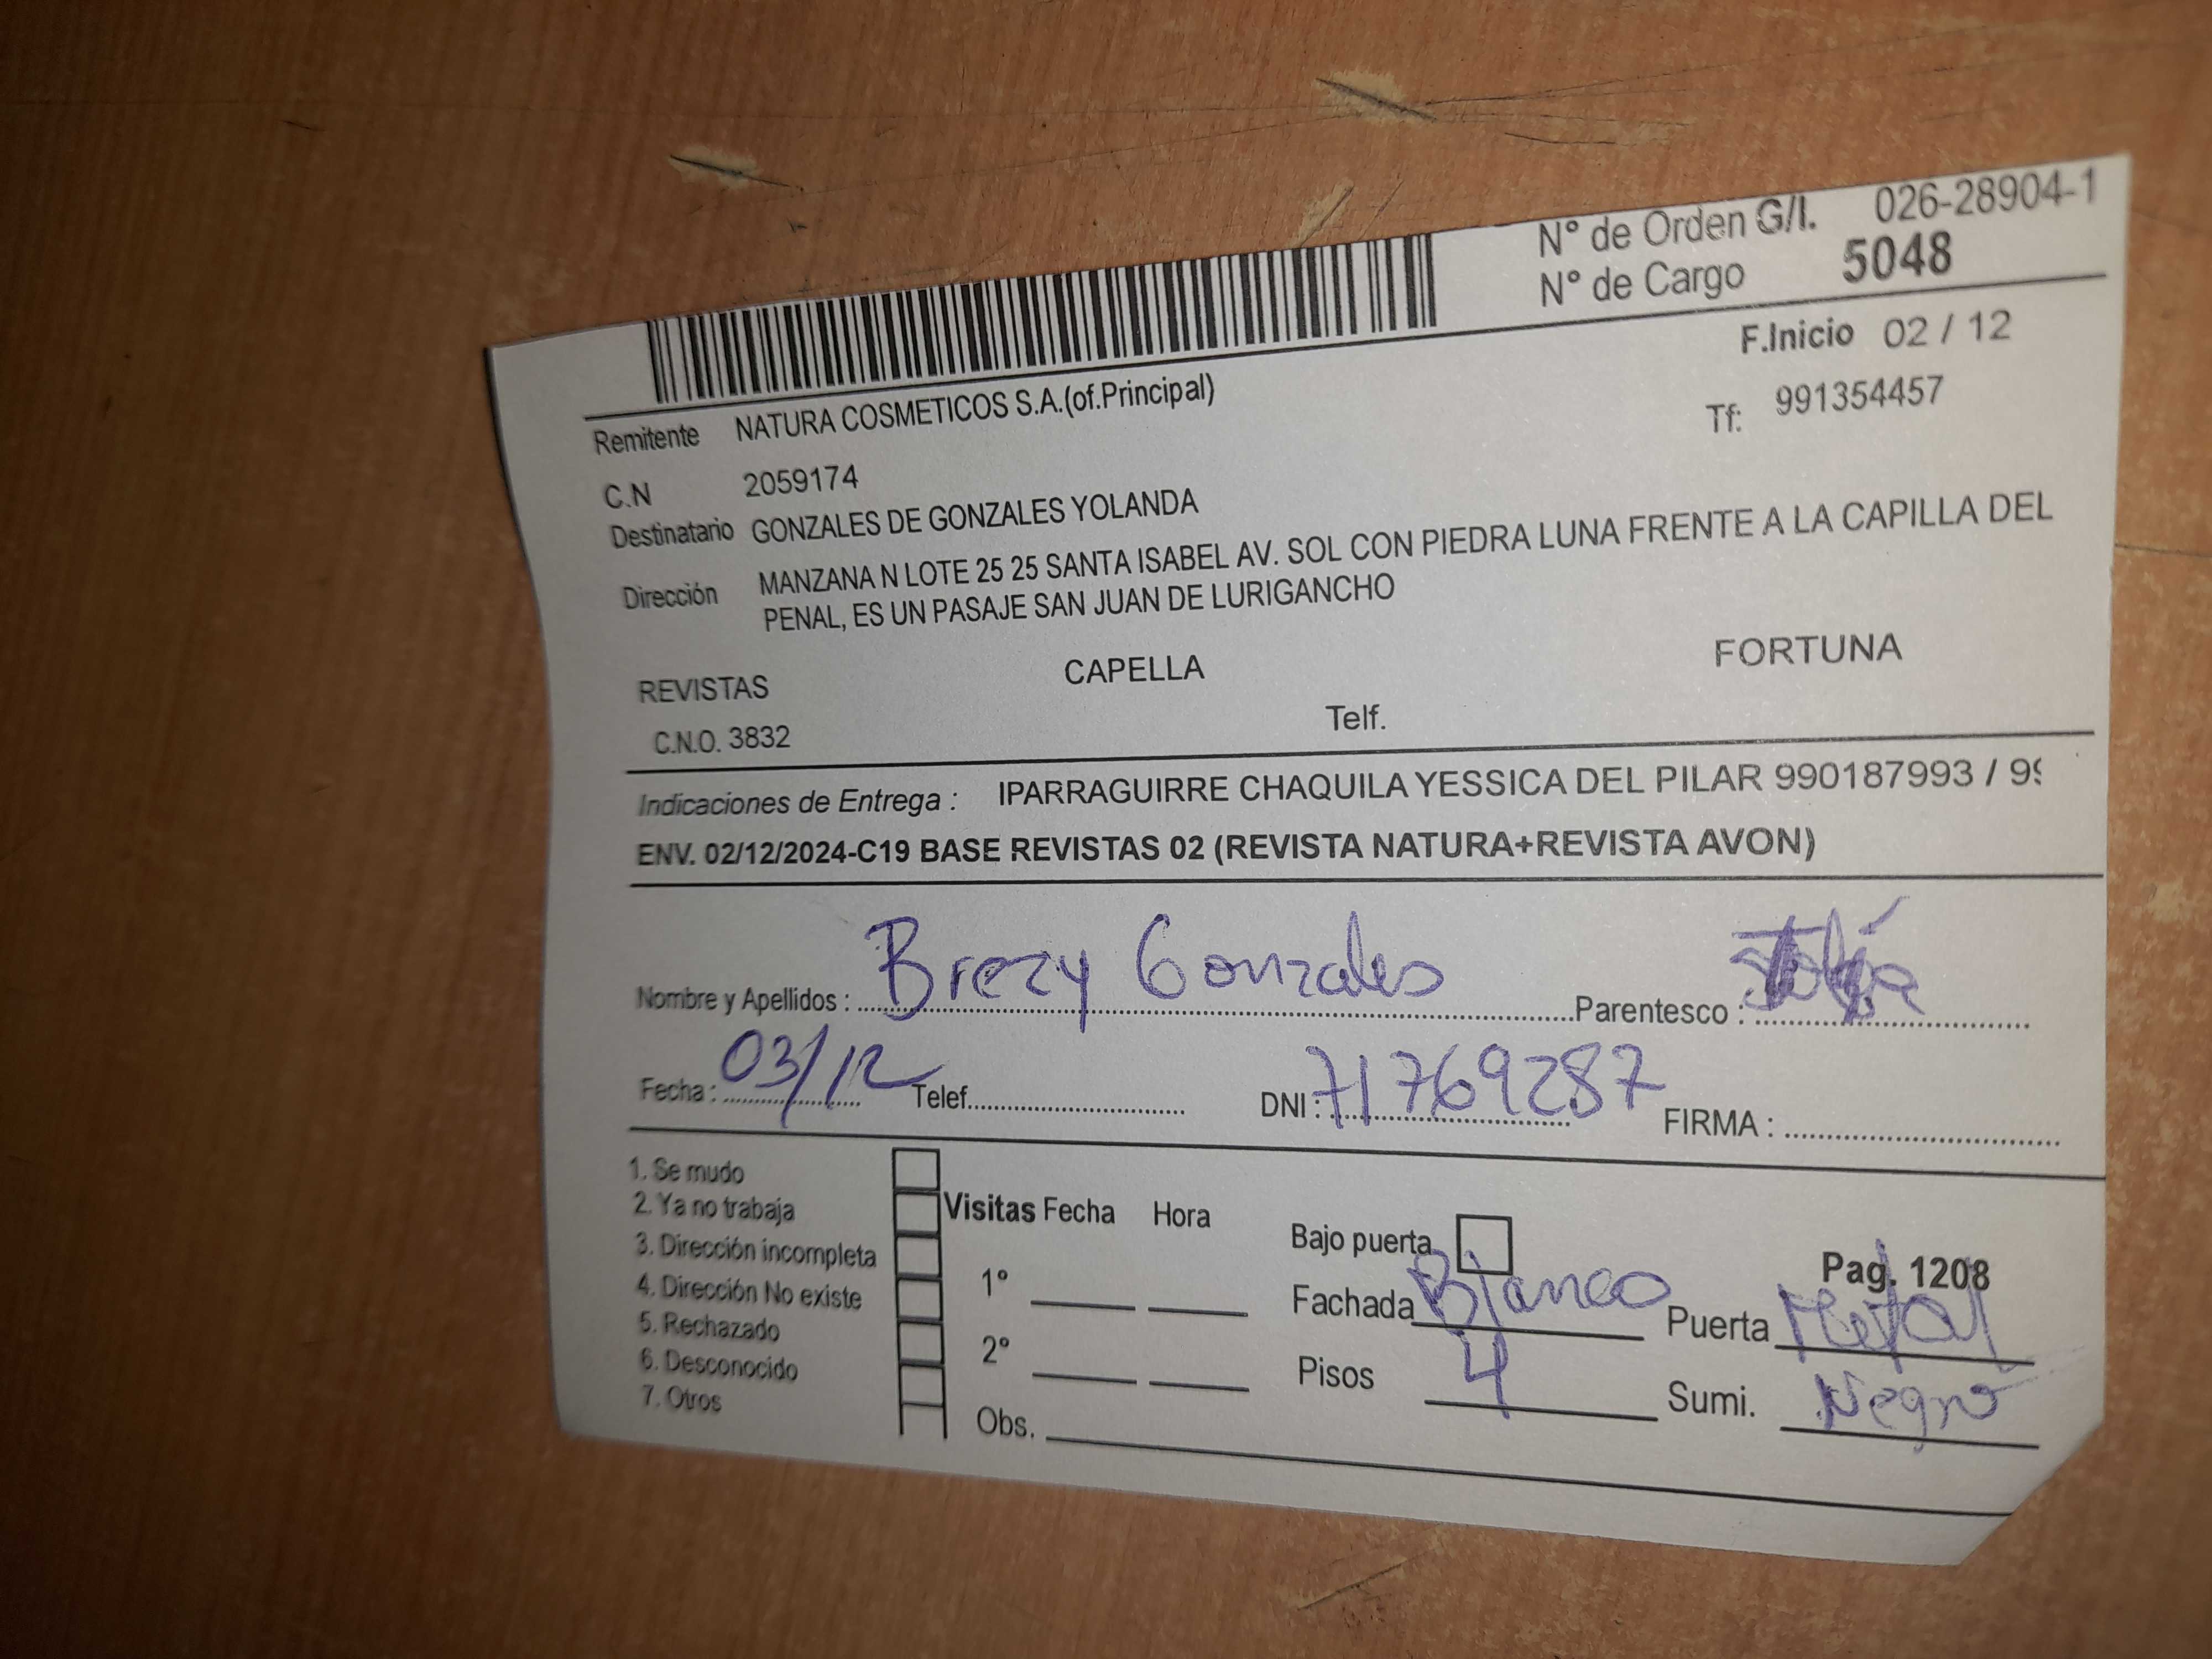 N° de Orden G/I. 026-28904-1
N° de Cargo 5048
F.Inicio 02 / 12
Remitente NATURA COSMETICOS S.A.(of.Principal)
Tf: 991354457
C.N 2059174
Destinatario GONZALES DE GONZALES YOLANDA
Dirección MANZANA N LOTE 25 25 SANTA ISABEL AV. SOL CON PIEDRA LUNA FRENTE A LA CAPILLA DEL
PENAL, ES UN PASAJE SAN JUAN DE LURIGANCHO
REVISTAS CAPELLA FORTUNA
C.N.O. 3832 Telf.
Indicaciones de Entrega : IPARRAGUIRRE CHAQUILA YESSICA DEL PILAR 990187993 / 99
ENV. 02/12/2024-C19 BASE REVISTAS 02 (REVISTA NATURA+REVISTA AVON)
Nombre y Apellidos : Brezy Gonzales Parentesco :
Fecha : 03/12 Telef. DNI : 71769287 FIRMA :
1. Se mudo
2. Ya no trabaja
3. Dirección incompleta
4. Dirección No existe
5. Rechazado
6. Desconocido
7. Otros
Visitas Fecha Hora
1°
2°
Obs.
Bajo puerta
Pag. 1208
Fachada Blanco Puerta Metal
Pisos 4 Sumi. Negro